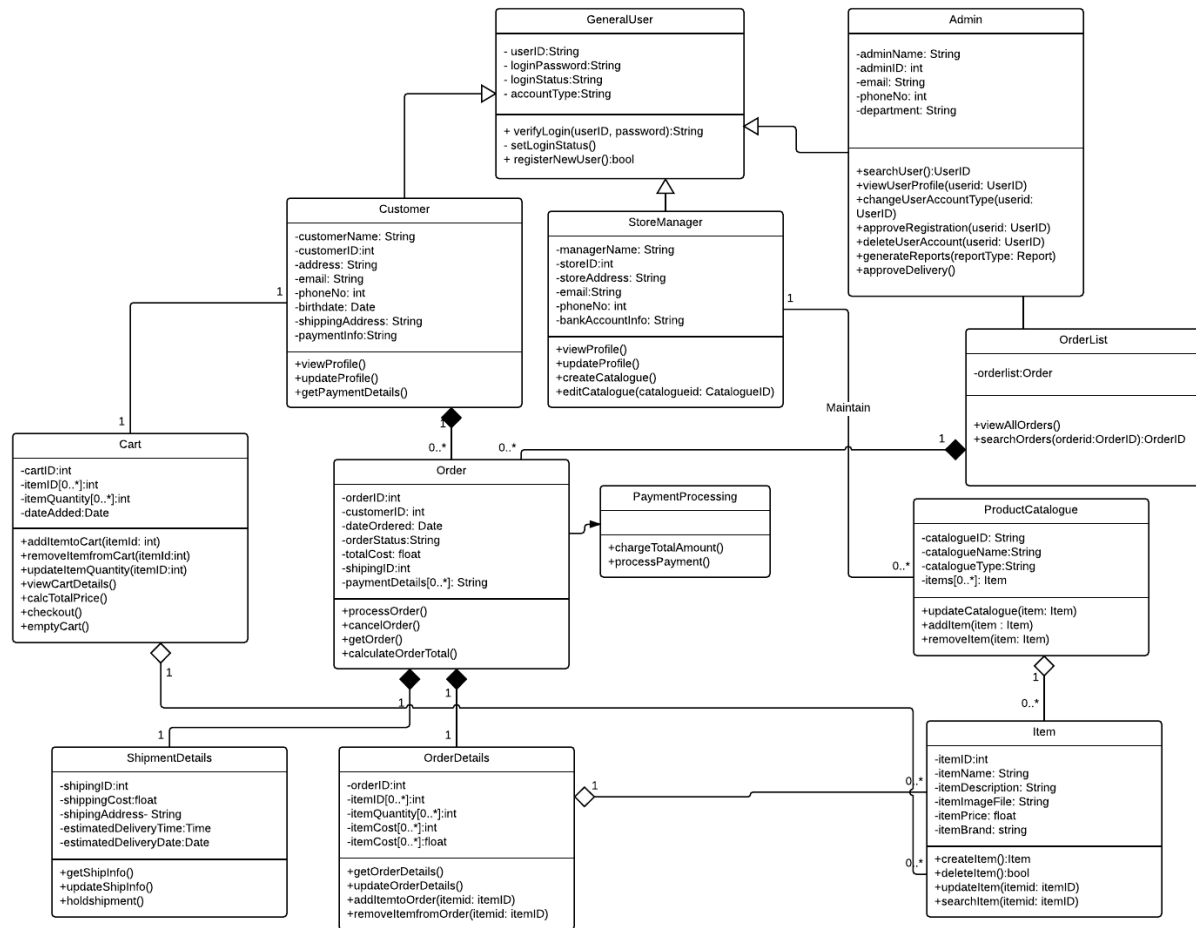 GeneralUser
- userID:String
- loginPassword:String
- loginStatus:String
- accountType:String
+ verifyLogin(userID, password):String
- setLoginStatus()
+ registerNewUser():bool
Admin
-adminName: String
-adminID: int
-email: String
-phoneNo: int
-department: String
+searchUser():UserID
+viewUserProfile(userid: UserID)
+changeUserAccountType(userid:
UserID)
+approveRegistration(userid: UserID)
+deleteUserAccount(userid: UserID)
+generateReports(reportType: Report)
+approveDelivery()
Customer
-customerName: String
-customerID:int
-address: String
-email: String
-phoneNo: int
-birthdate: Date
-shippingAddress: String
-paymentInfo:String
+viewProfile()
+updateProfile()
+getPaymentDetails()
StoreManager
-managerName: String
-storeID:int
-storeAddress: String
-email:String
-phoneNo: int
-bankAccountInfo: String
+viewProfile()
+updateProfile()
+createCatalogue()
+editCatalogue(catalogueid: CatalogueID)
1
1
OrderList
-orderlist:Order
+viewAllOrders()
+searchOrders(orderid:OrderID):OrderID
Maintain
1
1
0..*
0..*
1
Cart
-cartID:int
-itemID[0..*]:int
-itemQuantity[0..*]:int
-dateAdded:Date
+addItemtoCart(itemId: int)
+removeItemfromCart(itemId:int)
+updateItemQuantity(itemID:int)
+viewCartDetails()
+calcTotalPrice()
+checkout()
+emptyCart()
Order
-orderID:int
-customerID: int
-dateOrdered: Date
-orderStatus:String
-totalCost: float
-shipingID:int
-paymentDetails[0..*]: String
+processOrder()
+cancelOrder()
+getOrder()
+calculateOrderTotal()
PaymentProcessing
+chargeTotalAmount()
+processPayment()
ProductCatalogue
-catalogueID: String
-catalogueName:String
-catalogueType:String
-items[0..*]: Item
+updateCatalogue(item: Item)
+addItem(item : Item)
+removeItem(item: Item)
0..*
1
1
1
1
0..*
1
1
ShipmentDetails
-shipingID:int
-shippingCost:float
-shipingAddress- String
-estimatedDeliveryTime:Time
-estimatedDeliveryDate:Date
+getShipInfo()
+updateShipInfo()
+holdshipment()
OrderDetails
-orderID:int
-itemID[0..*]:int
-itemQuantity[0..*]:int
-itemCost[0..*]:int
-itemCost[0..*]:float
+getOrderDetails()
+updateOrderDetails()
+addItemtoOrder(itemid: itemID)
+removeItemfromOrder(itemid: itemID)
1
0..*
0..*
Item
-itemID:int
-itemName: String
-itemDescription: String
-itemImageFile: String
-itemPrice: float
-itemBrand: string
+createItem():Item
+deleteItem():bool
+updateItem(itemid: itemID)
+searchItem(itemid: itemID)